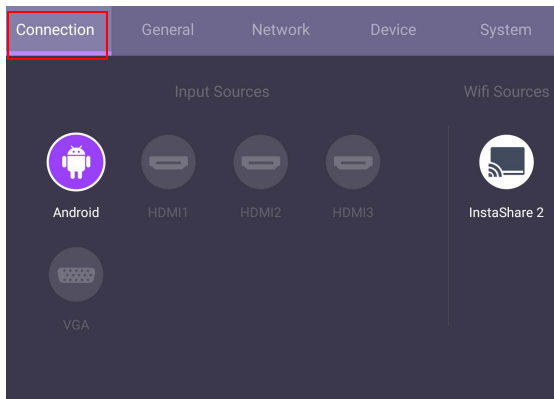 Connection General Network Device System
Input Sources Wifi Sources
Android HDMI1 HDMI2 HDMI3 InstaShare 2
VGA